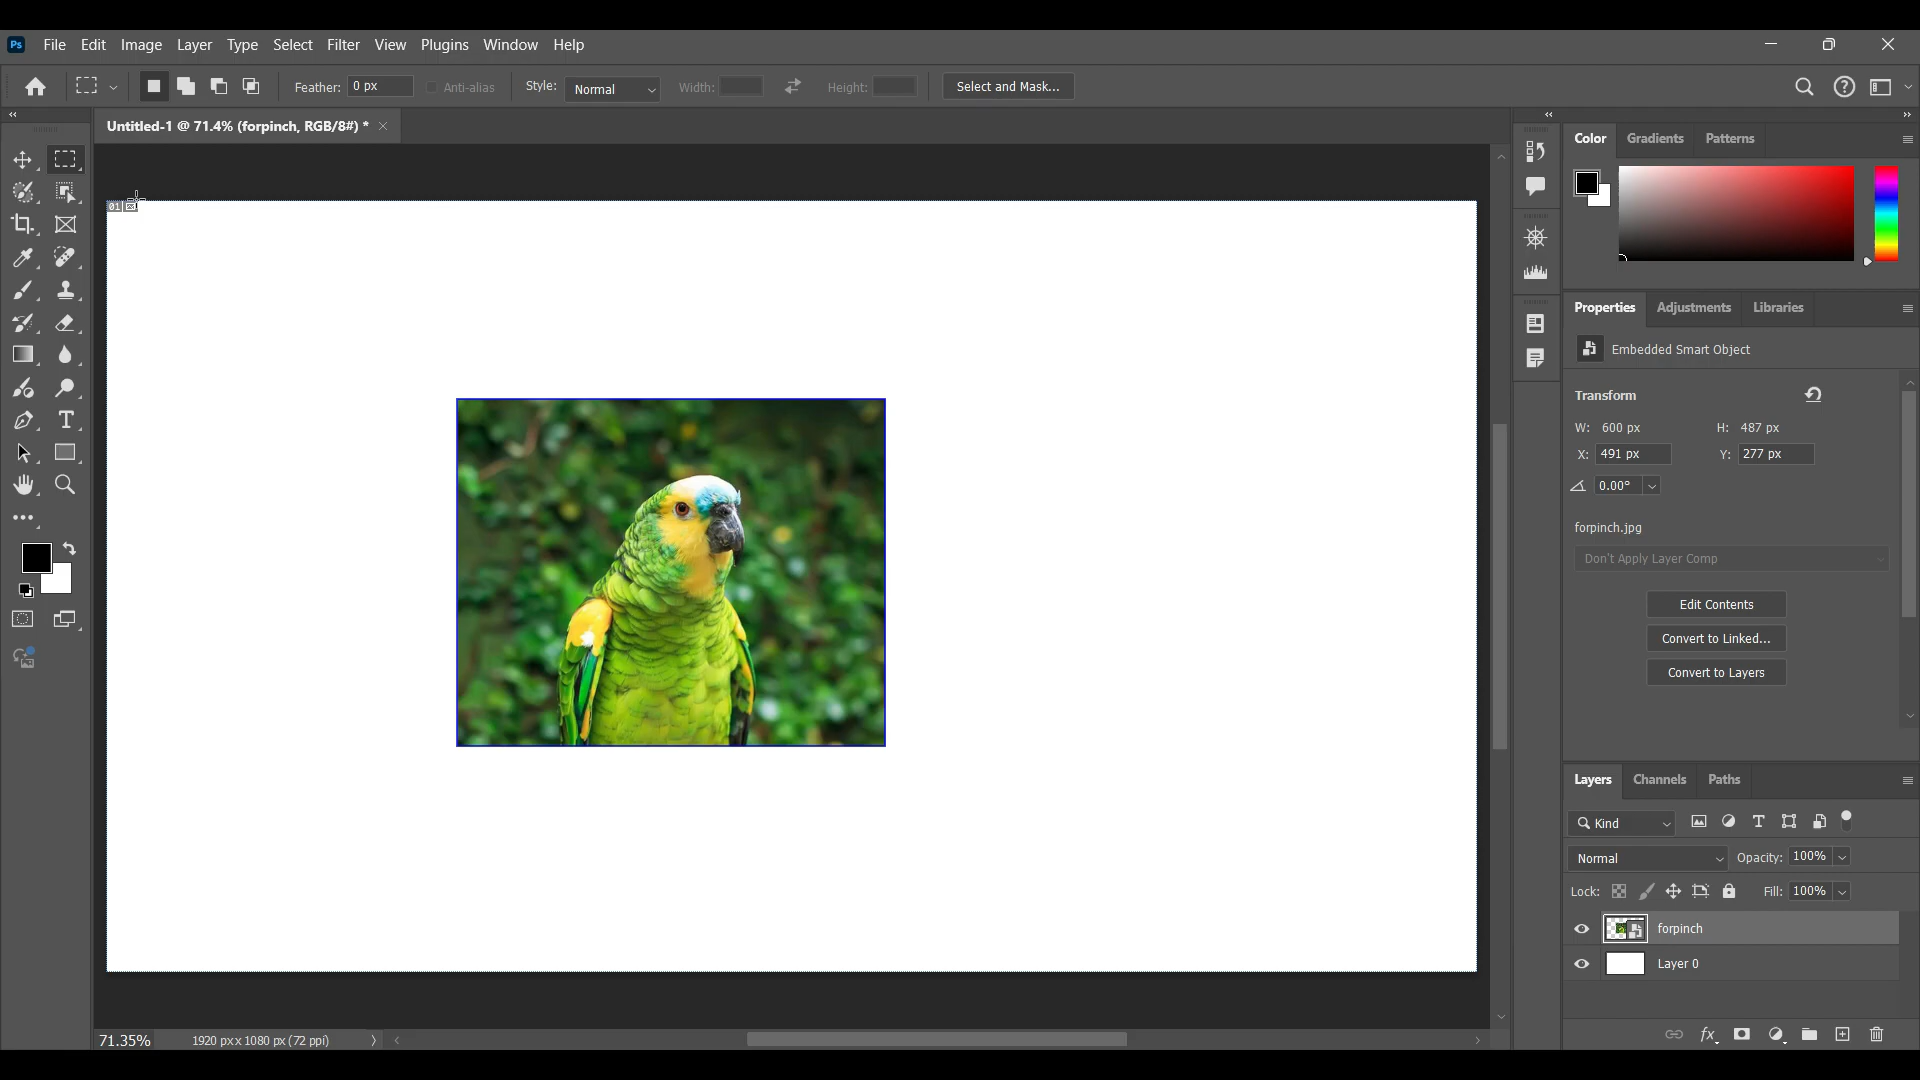 Ps File Edit Image Layer Type Select Filter View Plugins Window Help
Feather: 0 px Anti-alias Style: Normal Width: Height: Select and Mask...
Untitled-1 @ 71.4% (forpinch, RGB/8#) *
01
Color Gradients Patterns
Properties Adjustments Libraries
Embedded Smart Object
Transform
W: 600 px H: 487 px
X: 491 px Y: 277 px
0.00°
forpinch.jpg
Don't Apply Layer Comp
Edit Contents
Convert to Linked...
Convert to Layers
Layers Channels Paths
Kind
Normal Opacity: 100%
Lock: Fill: 100%
forpinch
Layer 0
fx
71.35% 1920 px x 1080 px (72 ppi)